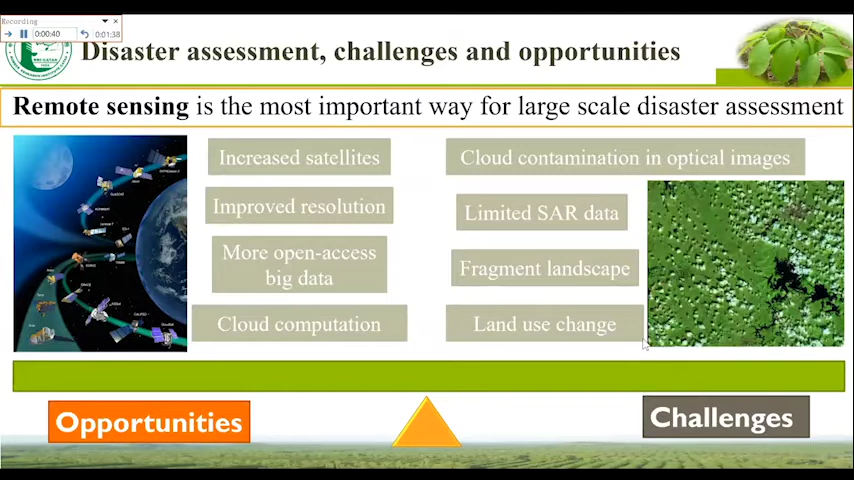 Recording
0:00:40
0:01:38
Disaster assessment, challenges and opportunities
Remote sensing is the most important way for large scale disaster assessment
Increased satellites
Improved resolution
More open-access
big data
Cloud computation
Cloud contamination in optical images
Limited SAR data
Fragment landscape
Land use change
Opportunities
Challenges